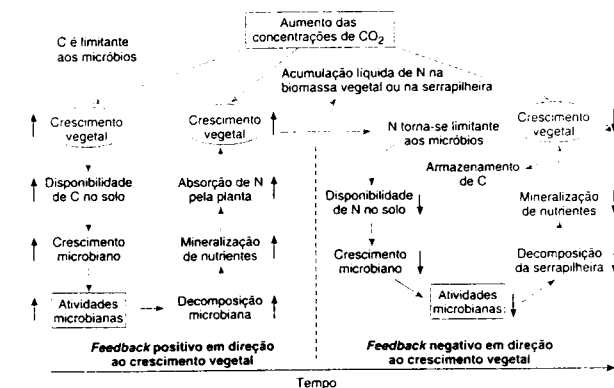 Aumento das
concentrações de CO2
C é limitante
aos micróbios
Acumulação líquida de N na
biomassa vegetal ou na serrapilheira
Crescimento
vegetal
Crescimento
vegetal
N torna-se limitante
aos micróbios
Crescimento
vegetal
Armazenamento
de C
Disponibilidade
de C no solo
Absorção de N
pela planta
Disponibilidade
de N no solo
Mineralização
de nutrientes
Crescimento
microbiano
Mineralização
de nutrientes
Crescimento
microbiano
Decomposição
da serrapilheira
Atividades
microbianas
Decomposição
microbiana
Atividades
microbianas
Feedback positivo em direção
ao crescimento vegetal
Feedback negativo em direção
ao crescimento vegetal
Tempo